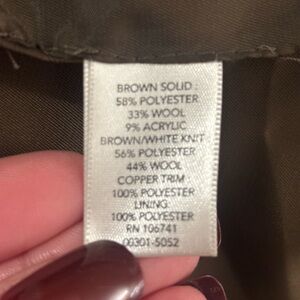 BROWN SOLID:
58% POLYESTER
33% WOOL
9% ACRYLIC
BROWN/WHITE KNIT
56% POLYESTER
44% WOOL
COPPER TRIM
100% POLYESTER
LINING:
100% POLYESTER
RN 106741
00301-5052